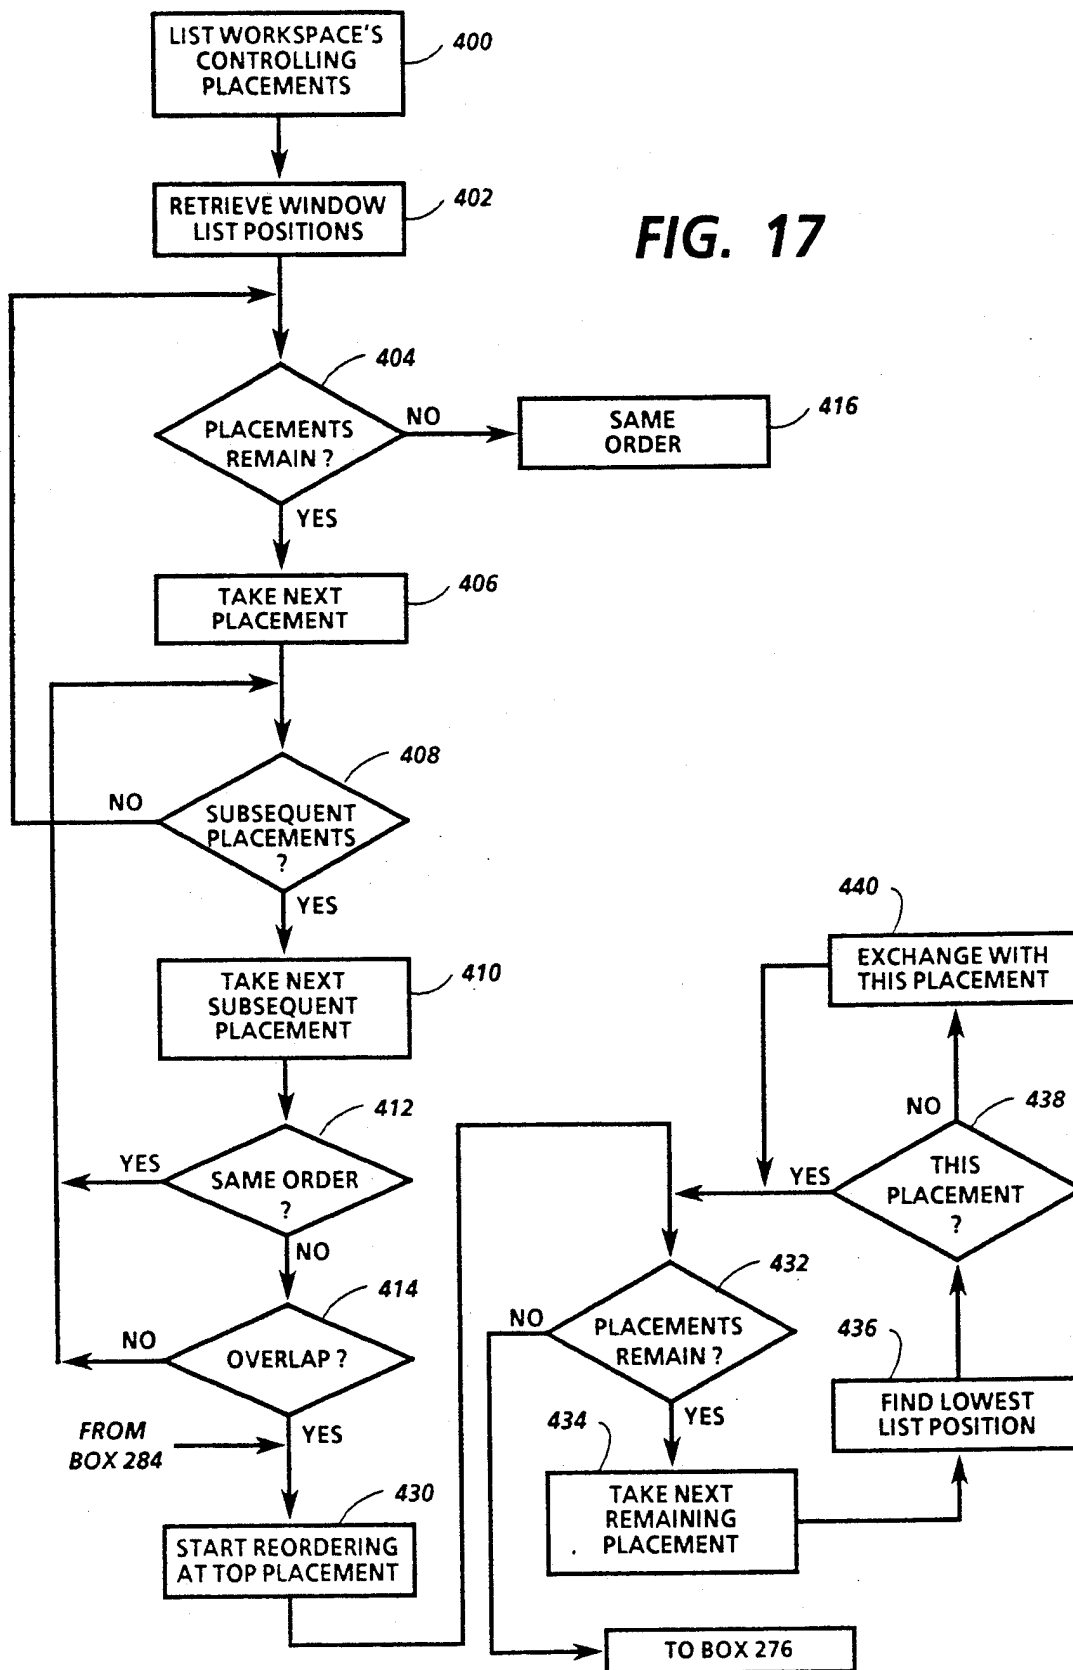 LIST WORKSPACE'S
CONTROLLING
PLACEMENTS
400
RETRIEVE WINDOW
LIST POSITIONS
402
FIG. 17
404
PLACEMENTS
REMAIN ?
NO
SAME
ORDER
416
YES
TAKE NEXT
PLACEMENT
406
408
NO
SUBSEQUENT
PLACEMENTS
?
YES
TAKE NEXT
SUBSEQUENT
PLACEMENT
410
412
YES
SAME ORDER
?
NO
414
NO
OVERLAP ?
YES
FROM
BOX 284
430
START REORDERING
AT TOP PLACEMENT
440
EXCHANGE WITH
THIS PLACEMENT
NO
438
YES
THIS
PLACEMENT
?
432
NO
PLACEMENTS
REMAIN ?
YES
436
FIND LOWEST
LIST POSITION
434
TAKE NEXT
REMAINING
PLACEMENT
TO BOX 276